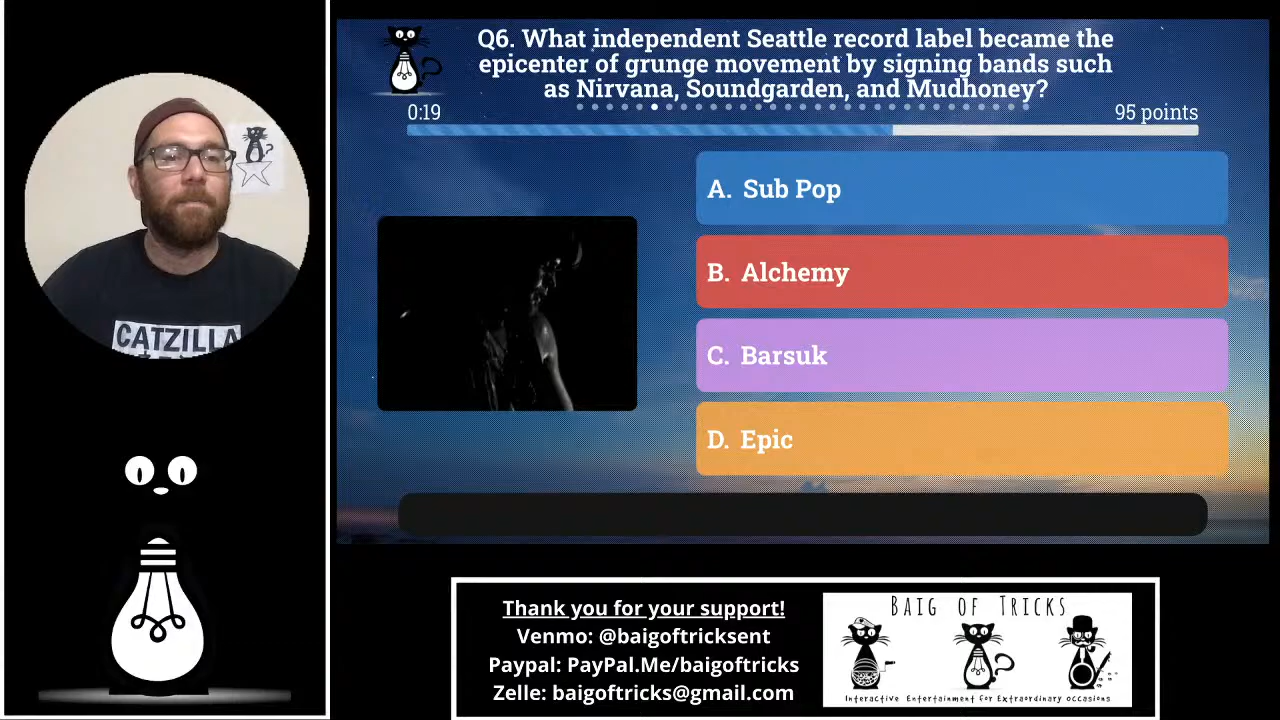 Q6. What independent Seattle record label became the
epicenter of grunge movement by signing bands such
as Nirvana, Soundgarden, and Mudhoney?
0:19
95 points
A. Sub Pop
B. Alchemy
C. Barsuk
D. Epic
CATZILLA
Thank you for your support!
Venmo: @baigoftricksent
Paypal: PayPal.Me/baigoftricks
Zelle: baigoftricks@gmail.com
BAIG OF TRICKS
Interactive Entertainment for Extraordinary occasions